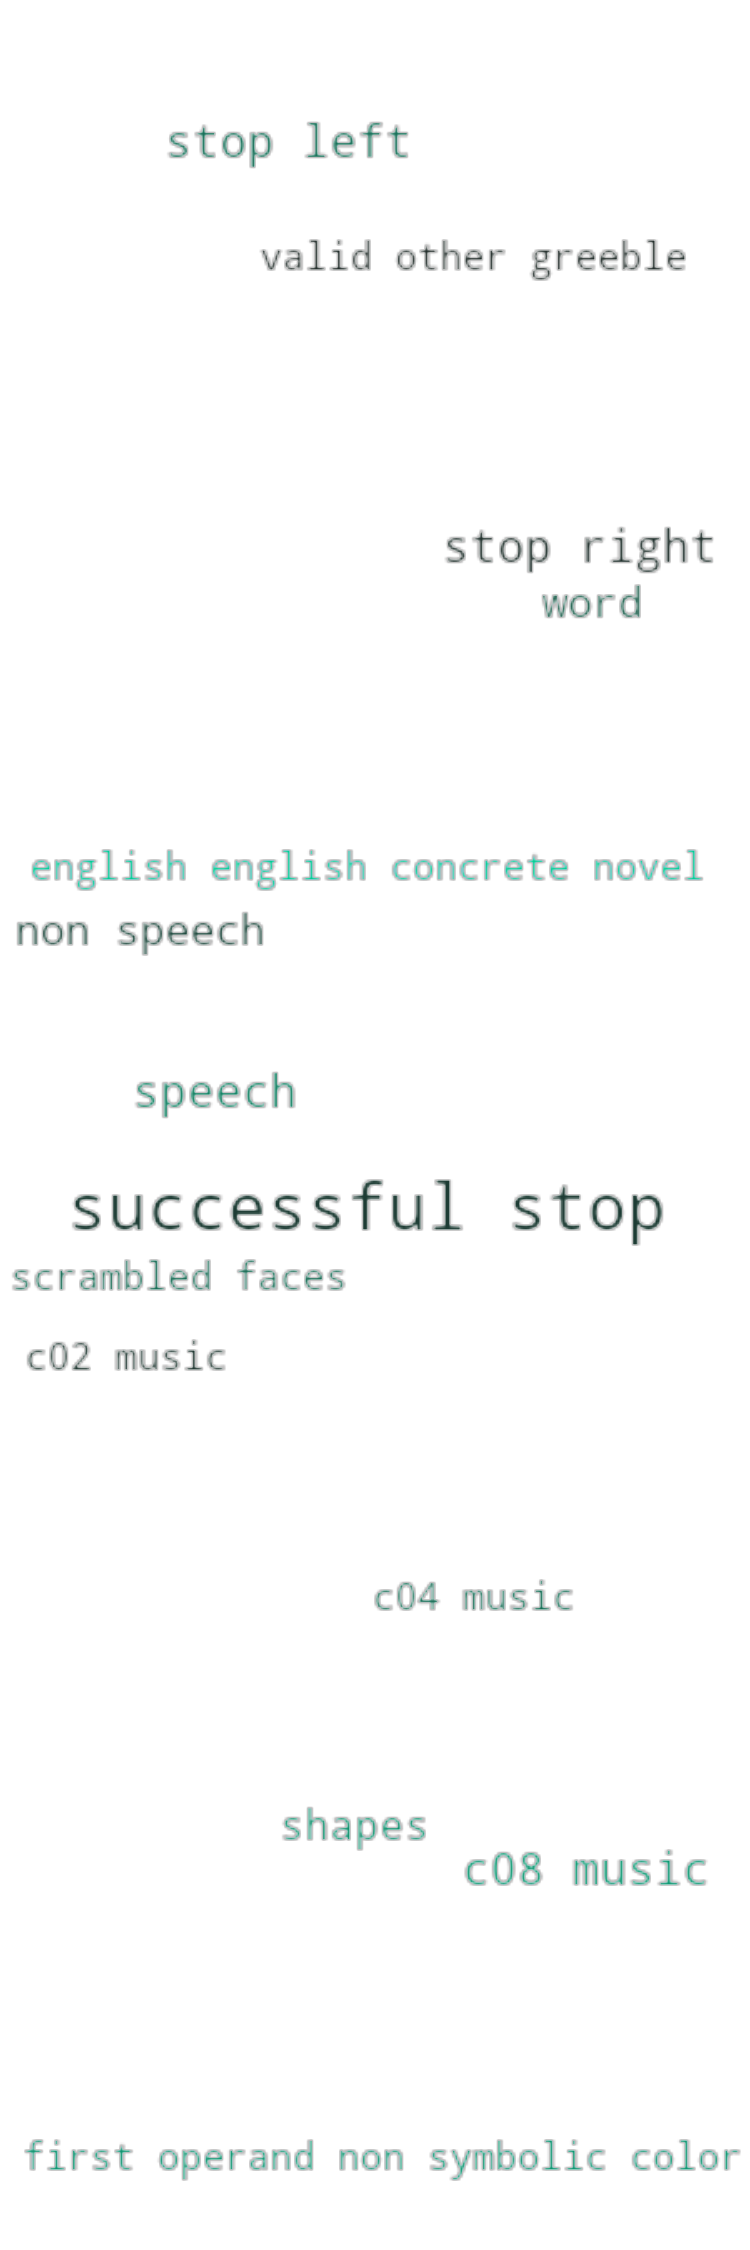 stop left
valid other greeble
stop right
word
english english concrete novel
non speech
speech
successful stop
scrambled faces
c02 music
c04 music
shapes
c08 music
first operand non symbolic color